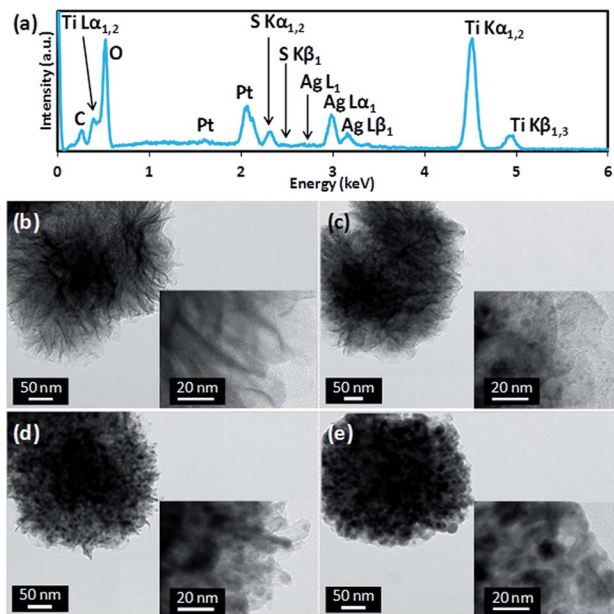 (a)
Ti Lα1,2
S Kα1,2
Ti Kα1,2
O
S Kβ1
Ag L1
Pt
Ag Lα1
C
Pt
Ag Lβ1
Ti Kβ1,3
Intensity (a.u.)
0 1 2 3 4 5 6
Energy (keV)
(b)
(c)
50 nm
20 nm
50 nm
20 nm
(d)
(e)
50 nm
20 nm
50 nm
20 nm